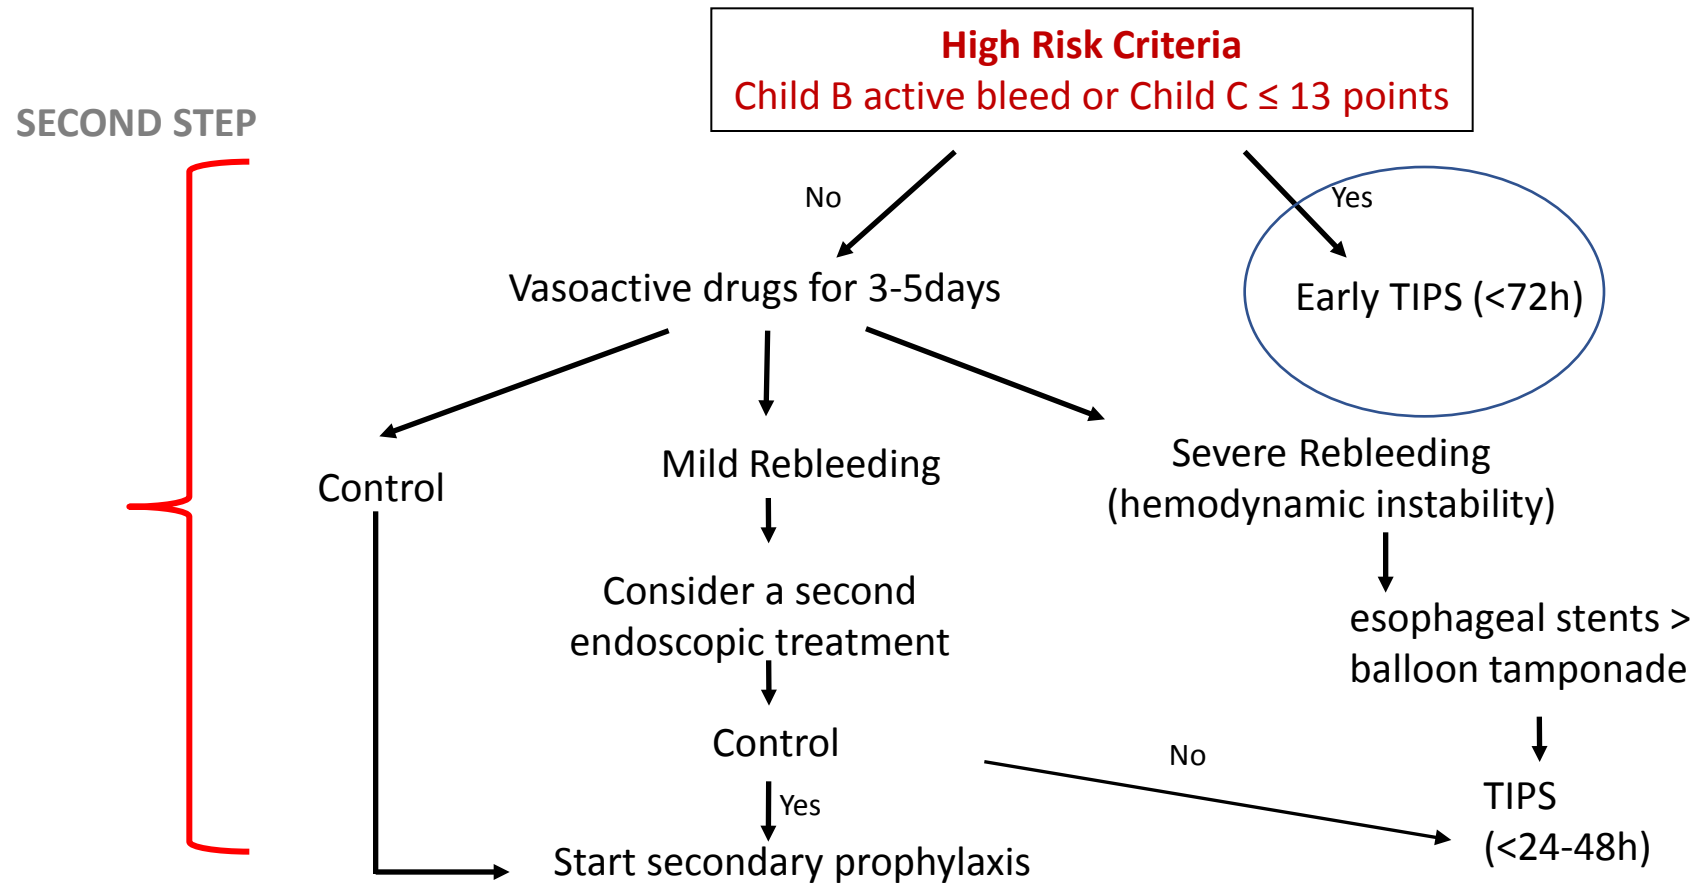 High Risk Criteria
Child B active bleed or Child C ≤ 13 points
SECOND STEP
No
Yes
Vasoactive drugs for 3-5days
Early TIPS (<72h)
Control
Mild Rebleeding
Severe Rebleeding
(hemodynamic instability)
Consider a second
endoscopic treatment
esophageal stents >
balloon tamponade
Control
No
Yes
TIPS
(<24-48h)
Start secondary prophylaxis